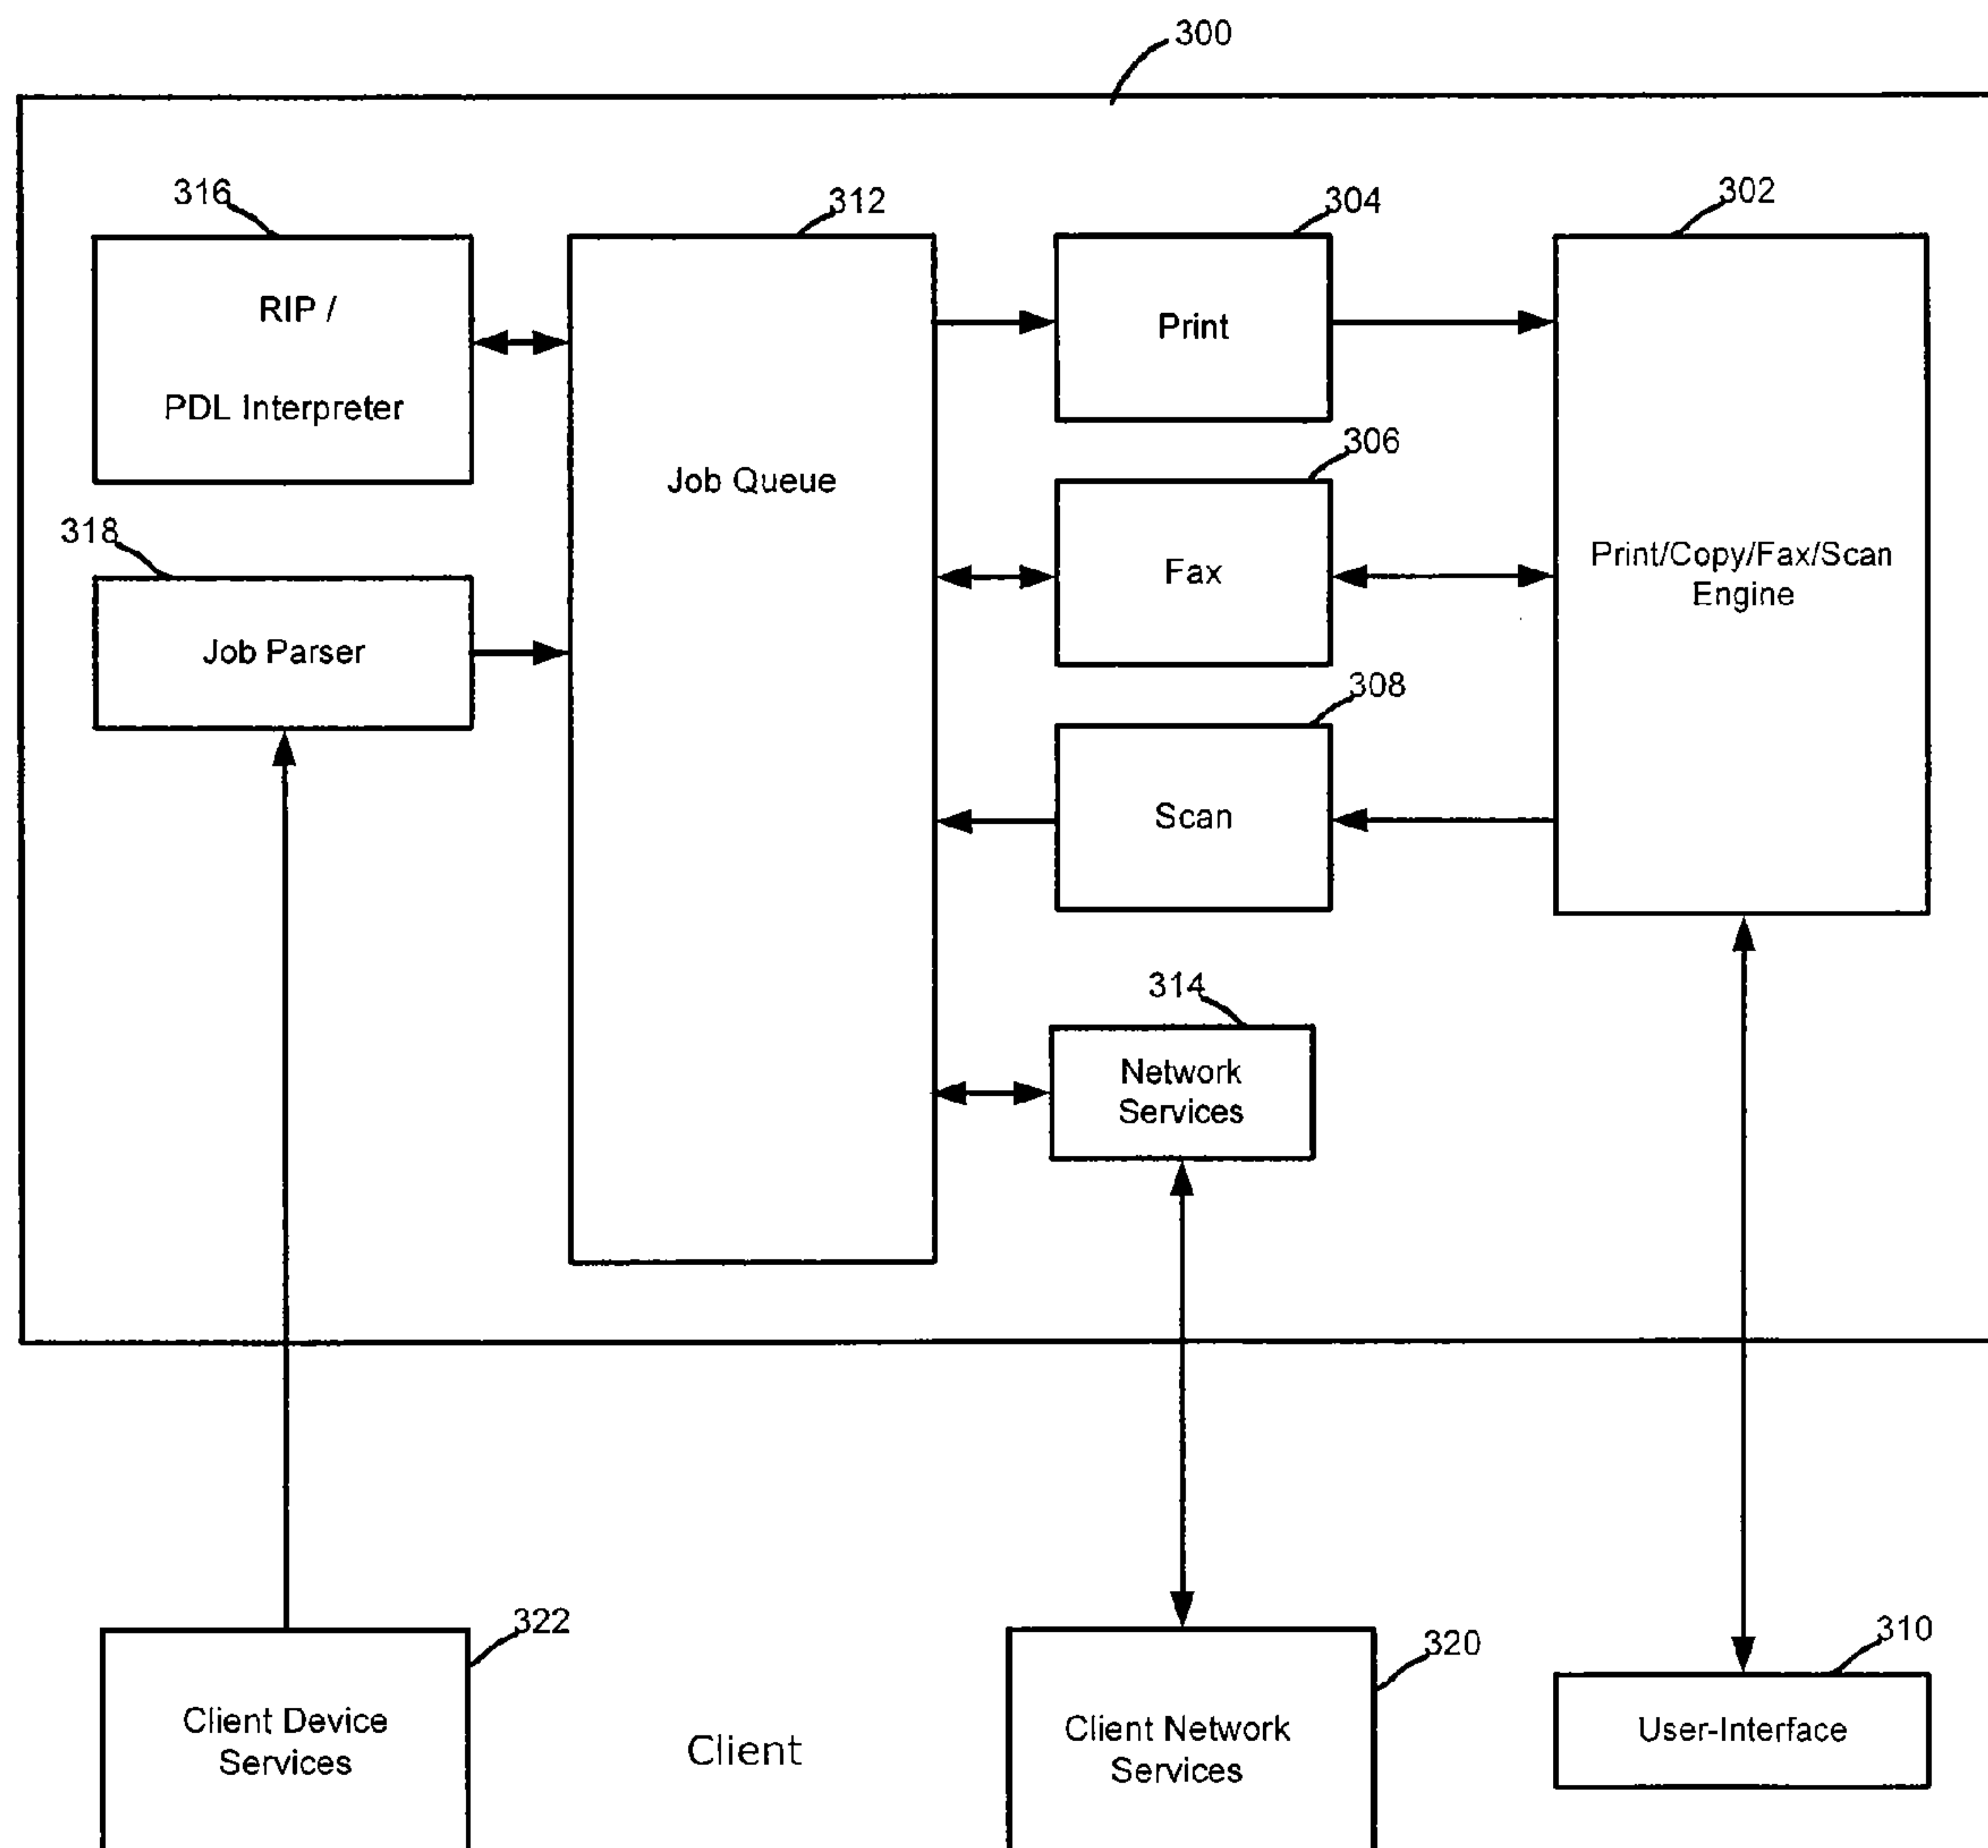 300
316
312
304
302
RIP /
PDL Interpreter
Job Queue
Print
Print/Copy/Fax/Scan
Engine
306
Fax
318
Job Parser
308
Scan
314
Network
Services
322
Client Device
Services
Client
320
Client Network
Services
310
User-Interface